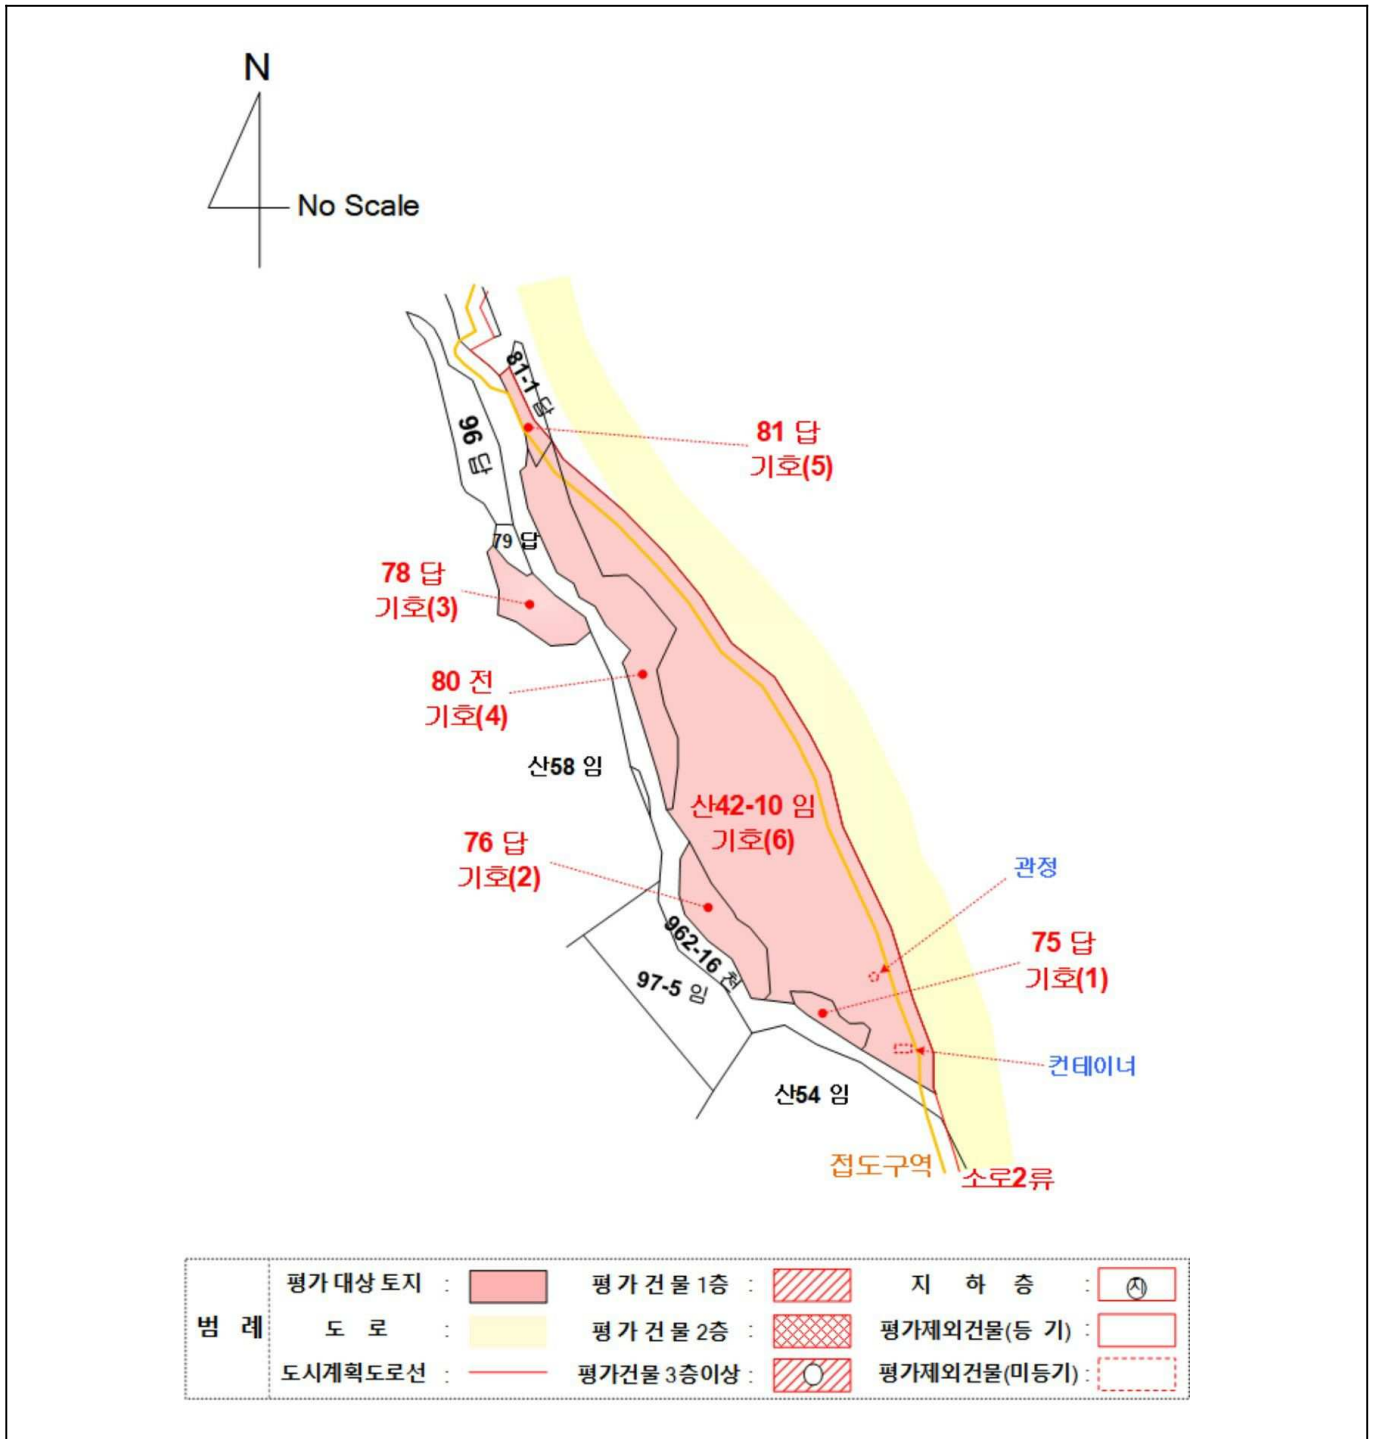 N
No Scale
81-1 답
96 답
81 답
기호(5)
79 답
78 답
기호(3)
80 전
기호(4)
산58 임
산42-10 임
기호(6)
76 답
기호(2)
관정
962-16 천
75 답
기호(1)
97-5 임
컨테이너
산54 임
접도구역
소로2류
범 례
평가 대상 토지 :
평 가 건 물 1층 :
지 하 층 :
지
도 로 :
평 가 건 물 2층 :
평가제외건물(등 기) :
도시계획도로선 :
평가건물 3층이상 :
평가제외건물(미등기) :